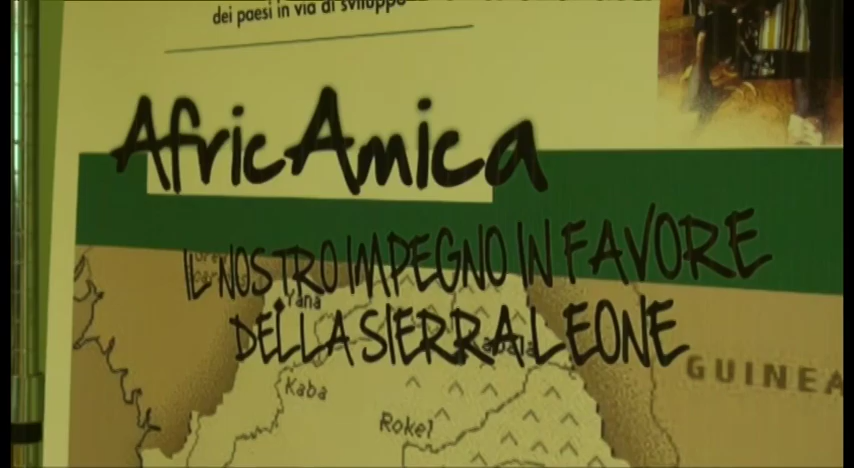 dei paesi in via di sviluppo
AfricAmica
IL NOSTRO IMPEGNO IN FAVORE
DELLA SIERRA LEONE
Yana
Kabala
GUINEA
Kaba
Rokel